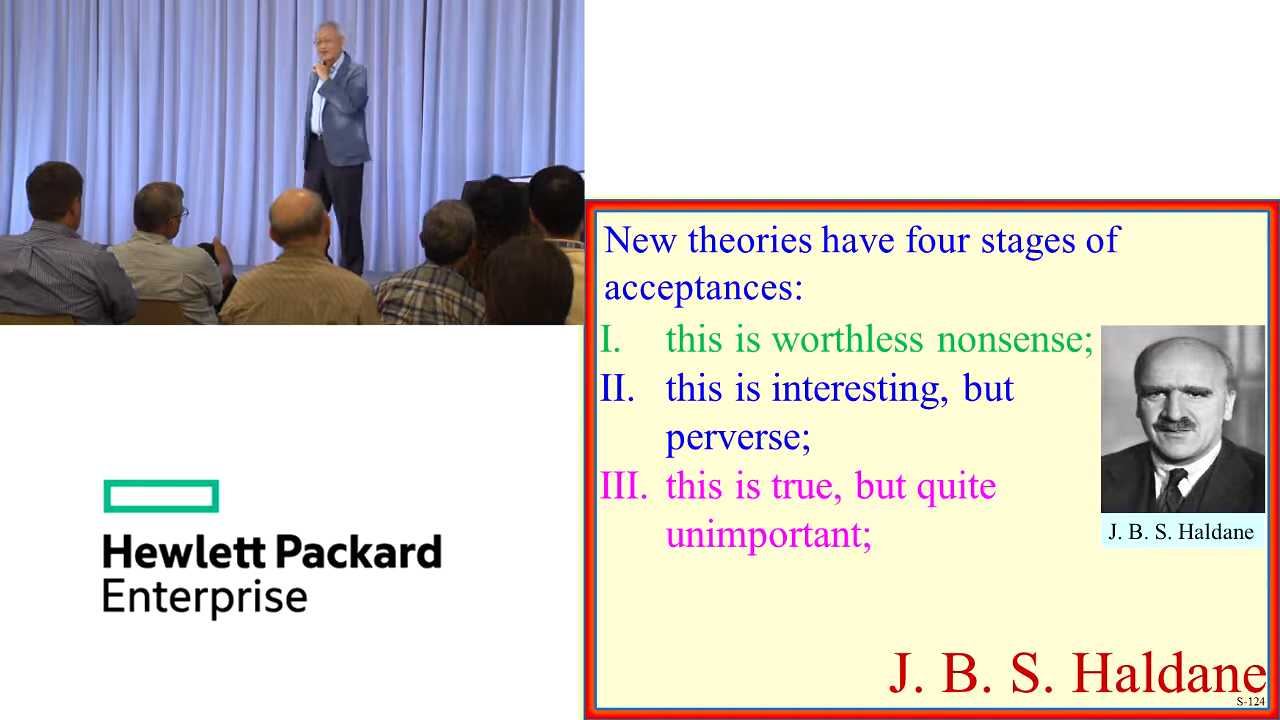 New theories have four stages of
acceptances:
I. this is worthless nonsense;
II. this is interesting, but
perverse;
III. this is true, but quite
unimportant;
J. B. S. Haldane
J. B. S. Haldane
S-124
Hewlett Packard
Enterprise